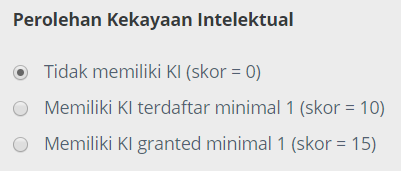 Perolehan Kekayaan Intelektual
Tidak memiliki KI (skor = 0)
Memiliki KI terdaftar minimal 1 (skor = 10)
Memiliki KI granted minimal 1 (skor = 15)